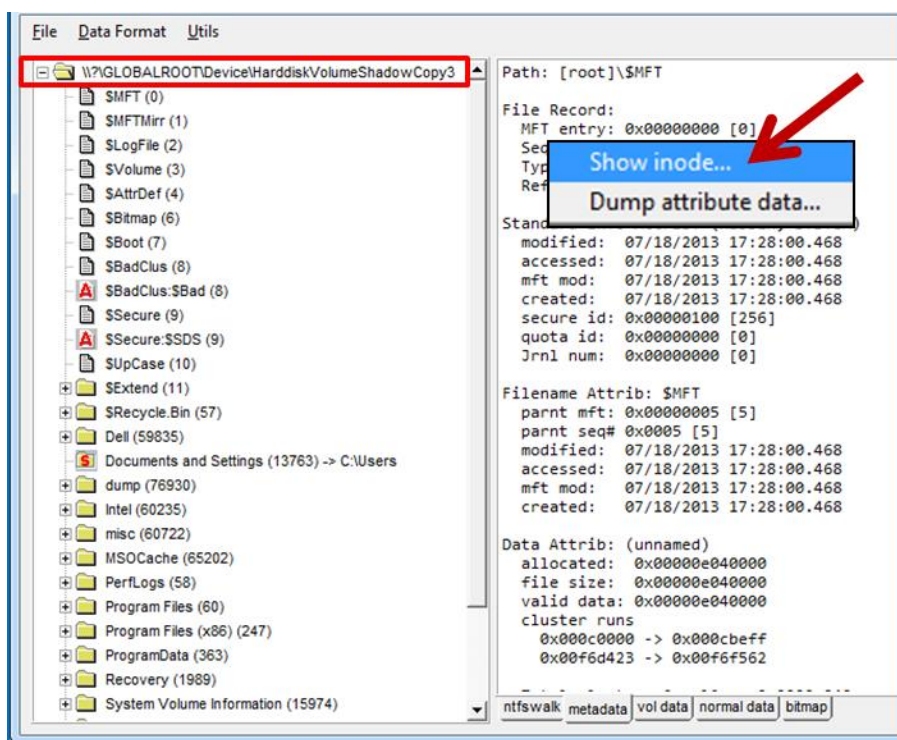 File Data Format Utils
\\?\GLOBALROOT\Device\HarddiskVolumeShadowCopy3
$MFT (0)
$MFTMirr (1)
$LogFile (2)
$Volume (3)
$AttrDef (4)
$Bitmap (6)
$Boot (7)
$BadClus (8)
$BadClus:$Bad (8)
$Secure (9)
$Secure:$SDS (9)
$UpCase (10)
$Extend (11)
$Recycle.Bin (57)
Dell (59835)
Documents and Settings (13763) -> C:\Users
dump (76930)
Intel (60235)
misc (60722)
MSOCache (65202)
PerfLogs (58)
Program Files (60)
Program Files (x86) (247)
ProgramData (363)
Recovery (1989)
System Volume Information (15974)
Path: [root]\$MFT
File Record:
MFT entry: 0x00000000 [0]
Show inode...
Dump attribute data...
modified: 07/18/2013 17:28:00.468
accessed: 07/18/2013 17:28:00.468
mft mod: 07/18/2013 17:28:00.468
created: 07/18/2013 17:28:00.468
secure id: 0x00000100 [256]
quota id: 0x00000000 [0]
Jrnl num: 0x00000000 [0]
Filename Attrib: $MFT
parnt mft: 0x00000005 [5]
parnt seq# 0x0005 [5]
modified: 07/18/2013 17:28:00.468
accessed: 07/18/2013 17:28:00.468
mft mod: 07/18/2013 17:28:00.468
created: 07/18/2013 17:28:00.468
Data Attrib: (unnamed)
allocated: 0x00000e040000
file size: 0x00000e040000
valid data: 0x00000e040000
cluster runs
0x000c0000 -> 0x000cbeff
0x00f6d423 -> 0x00f6f562
ntfswalk metadata vol data normal data bitmap